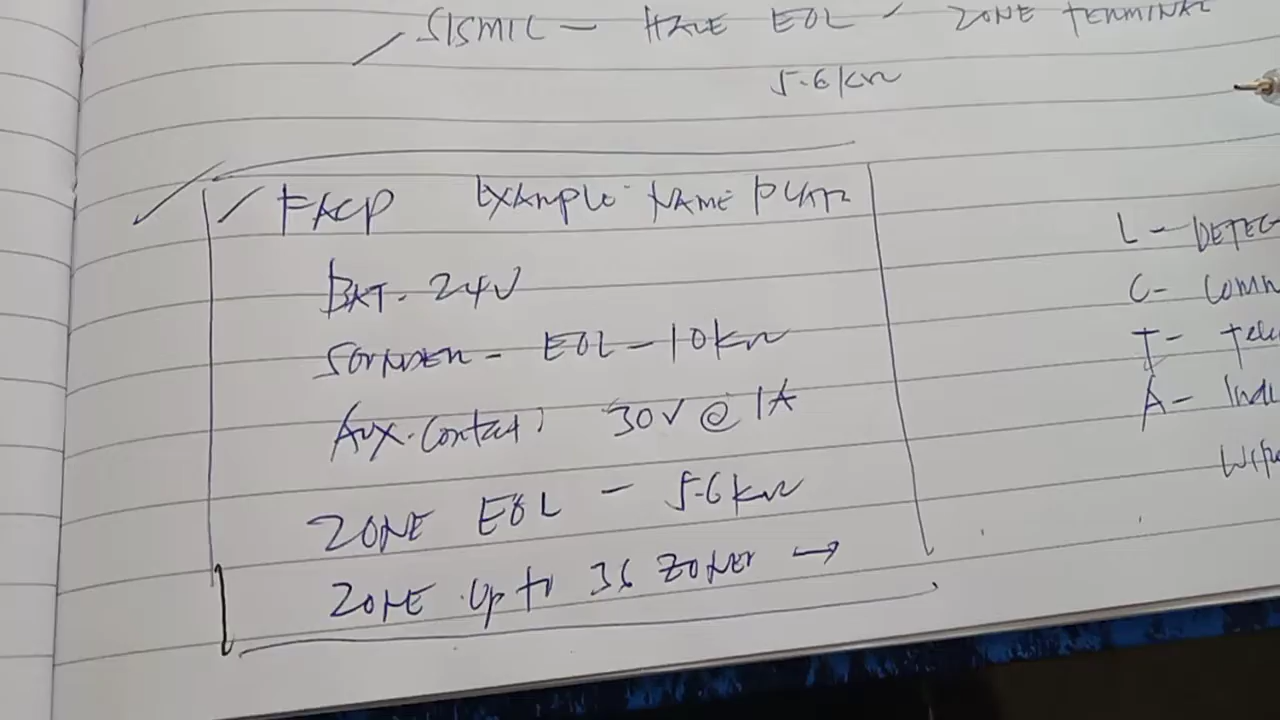 SISMIC - HAVE EOL - ZONE TERMINAL
5.6kΩ
FACP EXAMPLE NAME PLATE
BAT. 24V
SOUNDER - EOL - 10kΩ
AUX. Contact 30V @ 1A
ZONE EOL - 5.6kΩ
ZONE Up to 36 ZONES →
L - DETEC
C - COMM
T -
A - Indi